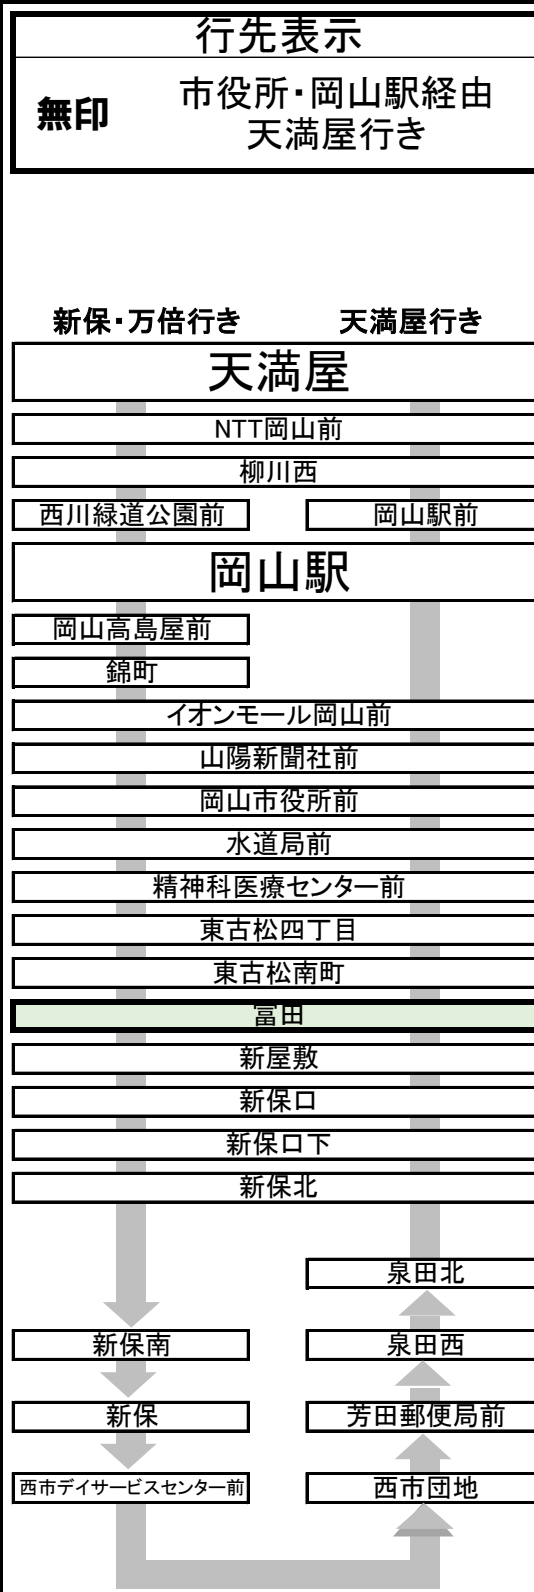 行先表示
無印
市役所・岡山駅経由
天満屋行き
新保・万倍行き
天満屋行き
天満屋
NTT岡山前
柳川西
西川緑道公園前
岡山駅前
岡山駅
岡山高島屋前
錦町
イオンモール岡山前
山陽新聞社前
岡山市役所前
水道局前
精神科医療センター前
東古松四丁目
東古松南町
冨田
新屋敷
新保口
新保口下
新保北
泉田北
新保南
泉田西
新保
芳田郵便局前
西市デイサービスセンター前
西市団地